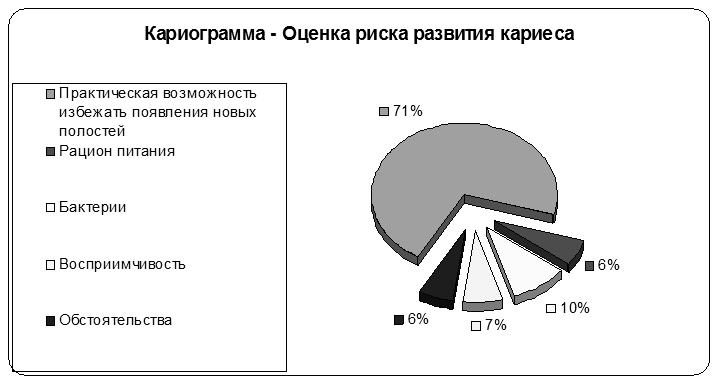 Кариограмма - Оценка риска развития кариеса
Практическая возможность
избежать появления новых
полостей
Рацион питания
Бактерии
Восприимчивость
Обстоятельства
71%
6%
10%
7%
6%